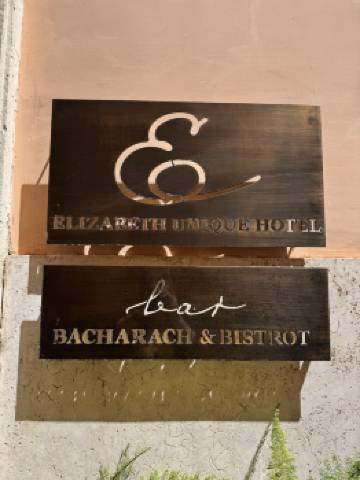 E
ELIZABETH UNIQUE HOTEL
bar
BACHARACH & BISTROT